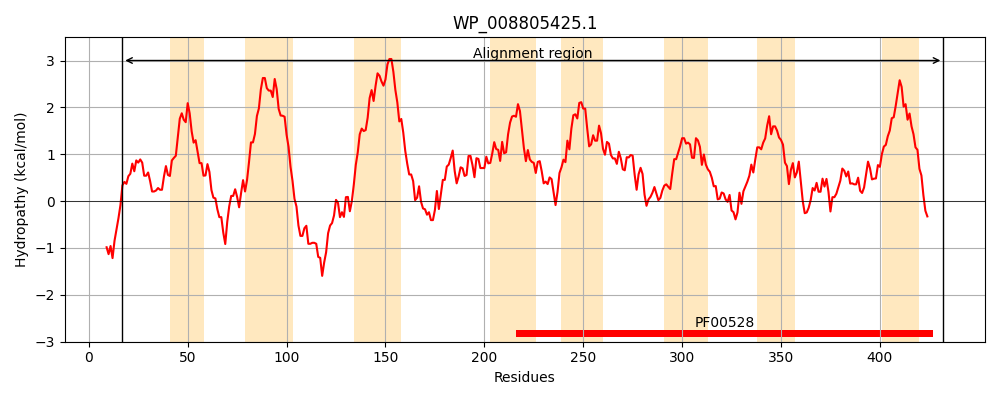 WP_008805425.1
Alignment region
Hydropathy (kcal/mol)
3
2
1
0
−1
−2
−3
PF00528
0 50 100 150 200 250 300 350 400
Residues